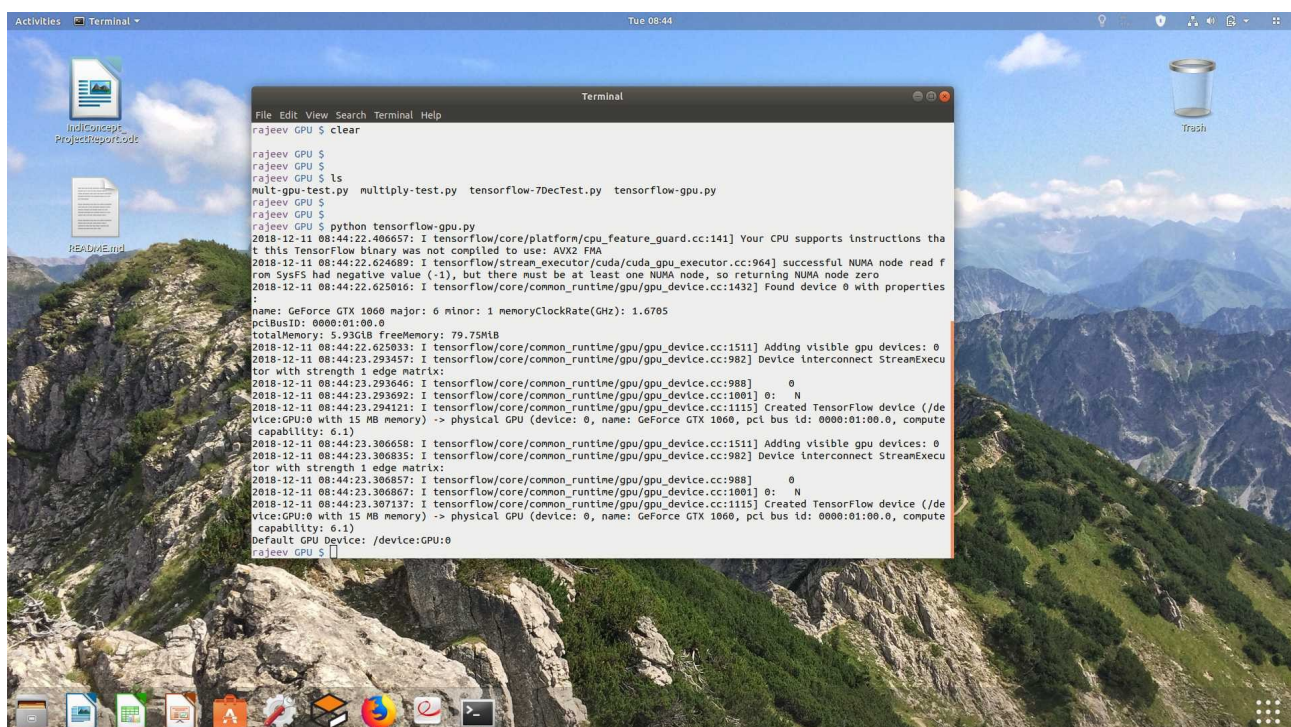 Activities Terminal Tue 08:44
IndiConcept_
ProjectReport.odt
README.md
Trash
Terminal
File Edit View Search Terminal Help
rajeev GPU $ clear
rajeev GPU $
rajeev GPU $
rajeev GPU $ ls
mult-gpu-test.py multiply-test.py tensorflow-7DecTest.py tensorflow-gpu.py
rajeev GPU $
rajeev GPU $
rajeev GPU $ python tensorflow-gpu.py
2018-12-11 08:44:22.406657: I tensorflow/core/platform/cpu_feature_guard.cc:141] Your CPU supports instructions tha
t this TensorFlow binary was not compiled to use: AVX2 FMA
2018-12-11 08:44:22.624689: I tensorflow/stream_executor/cuda/cuda_gpu_executor.cc:964] successful NUMA node read f
rom SysFS had negative value (-1), but there must be at least one NUMA node, so returning NUMA node zero
2018-12-11 08:44:22.625016: I tensorflow/core/common_runtime/gpu/gpu_device.cc:1432] Found device 0 with properties
:
name: GeForce GTX 1060 major: 6 minor: 1 memoryClockRate(GHz): 1.6705
pciBusID: 0000:01:00.0
totalMemory: 5.93GiB freeMemory: 79.75MiB
2018-12-11 08:44:22.625033: I tensorflow/core/common_runtime/gpu/gpu_device.cc:1511] Adding visible gpu devices: 0
2018-12-11 08:44:23.293457: I tensorflow/core/common_runtime/gpu/gpu_device.cc:982] Device interconnect StreamExecu
tor with strength 1 edge matrix:
2018-12-11 08:44:23.293646: I tensorflow/core/common_runtime/gpu/gpu_device.cc:988] 0
2018-12-11 08:44:23.293692: I tensorflow/core/common_runtime/gpu/gpu_device.cc:1001] 0: N
2018-12-11 08:44:23.294121: I tensorflow/core/common_runtime/gpu/gpu_device.cc:1115] Created TensorFlow device (/de
vice:GPU:0 with 15 MB memory) -> physical GPU (device: 0, name: GeForce GTX 1060, pci bus id: 0000:01:00.0, compute
capability: 6.1)
2018-12-11 08:44:23.306658: I tensorflow/core/common_runtime/gpu/gpu_device.cc:1511] Adding visible gpu devices: 0
2018-12-11 08:44:23.306835: I tensorflow/core/common_runtime/gpu/gpu_device.cc:982] Device interconnect StreamExecu
tor with strength 1 edge matrix:
2018-12-11 08:44:23.306857: I tensorflow/core/common_runtime/gpu/gpu_device.cc:988] 0
2018-12-11 08:44:23.306867: I tensorflow/core/common_runtime/gpu/gpu_device.cc:1001] 0: N
2018-12-11 08:44:23.307137: I tensorflow/core/common_runtime/gpu/gpu_device.cc:1115] Created TensorFlow device (/de
vice:GPU:0 with 15 MB memory) -> physical GPU (device: 0, name: GeForce GTX 1060, pci bus id: 0000:01:00.0, compute
capability: 6.1)
Default GPU Device: /device:GPU:0
rajeev GPU $